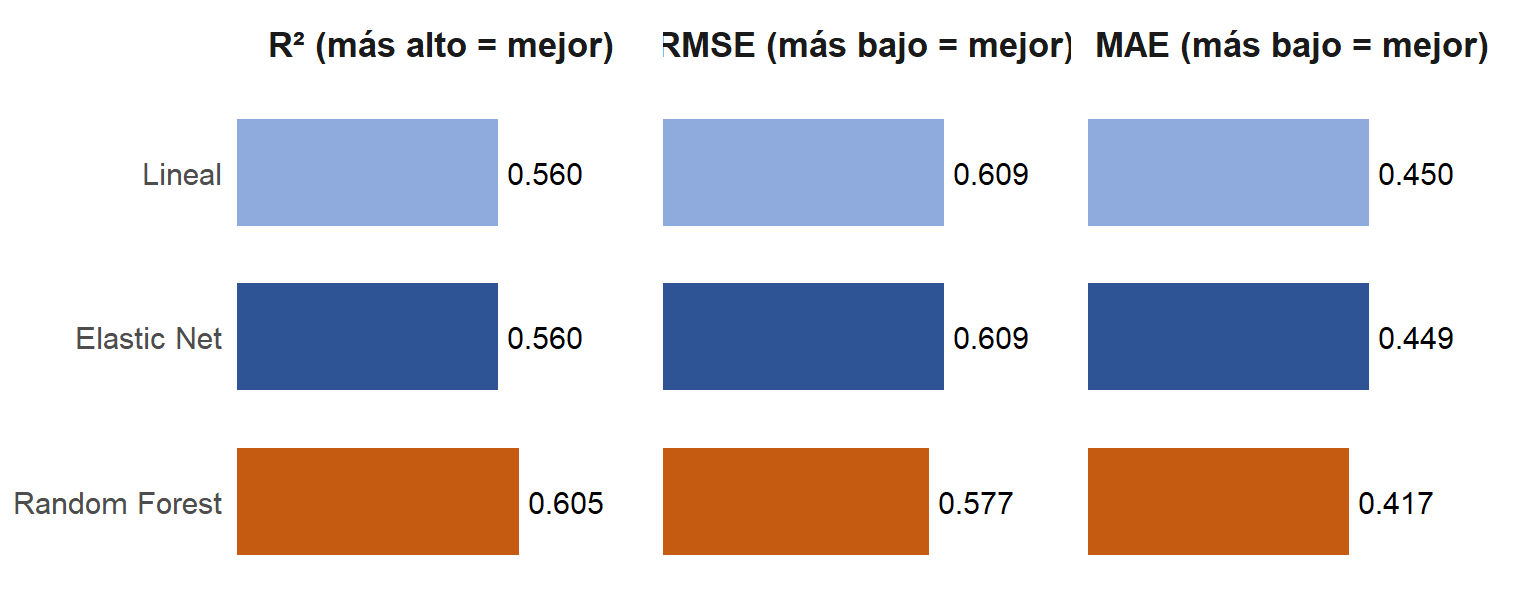 R² (más alto = mejor) RMSE (más bajo = mejor) MAE (más bajo = mejor)
Lineal 0.560 0.609 0.450
Elastic Net 0.560 0.609 0.449
Random Forest 0.605 0.577 0.417